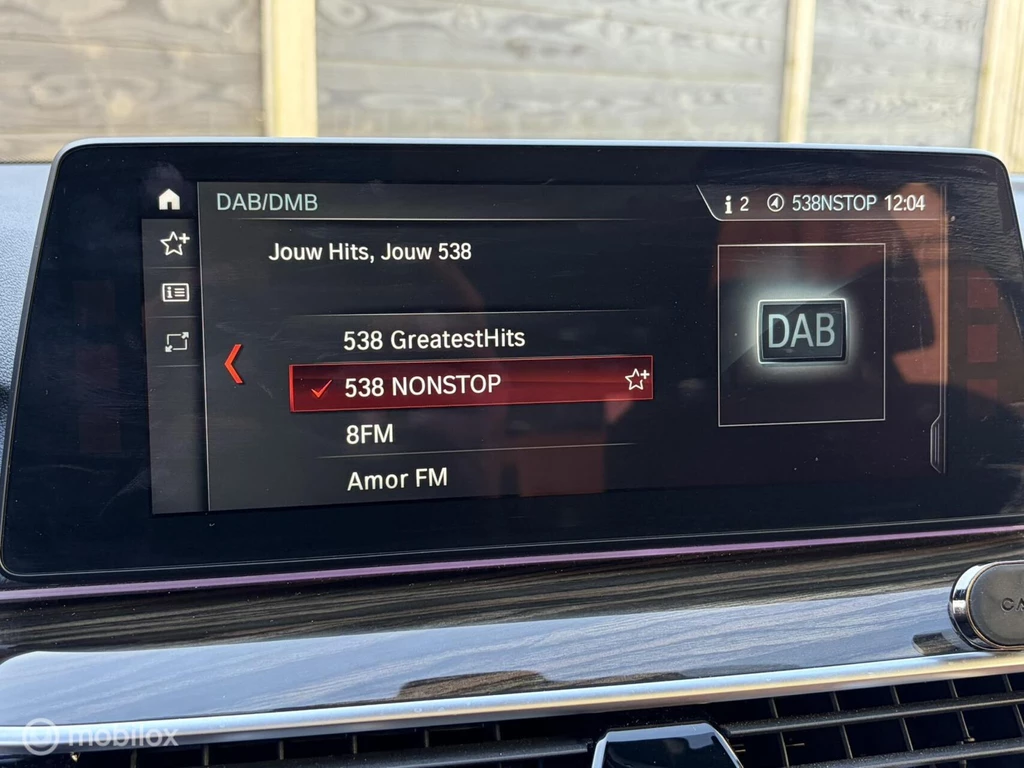 DAB/DMB
i 2 538NSTOP 12:04
Jouw Hits, Jouw 538
DAB
538 GreatestHits
538 NONSTOP
8FM
Amor FM
© mobilox